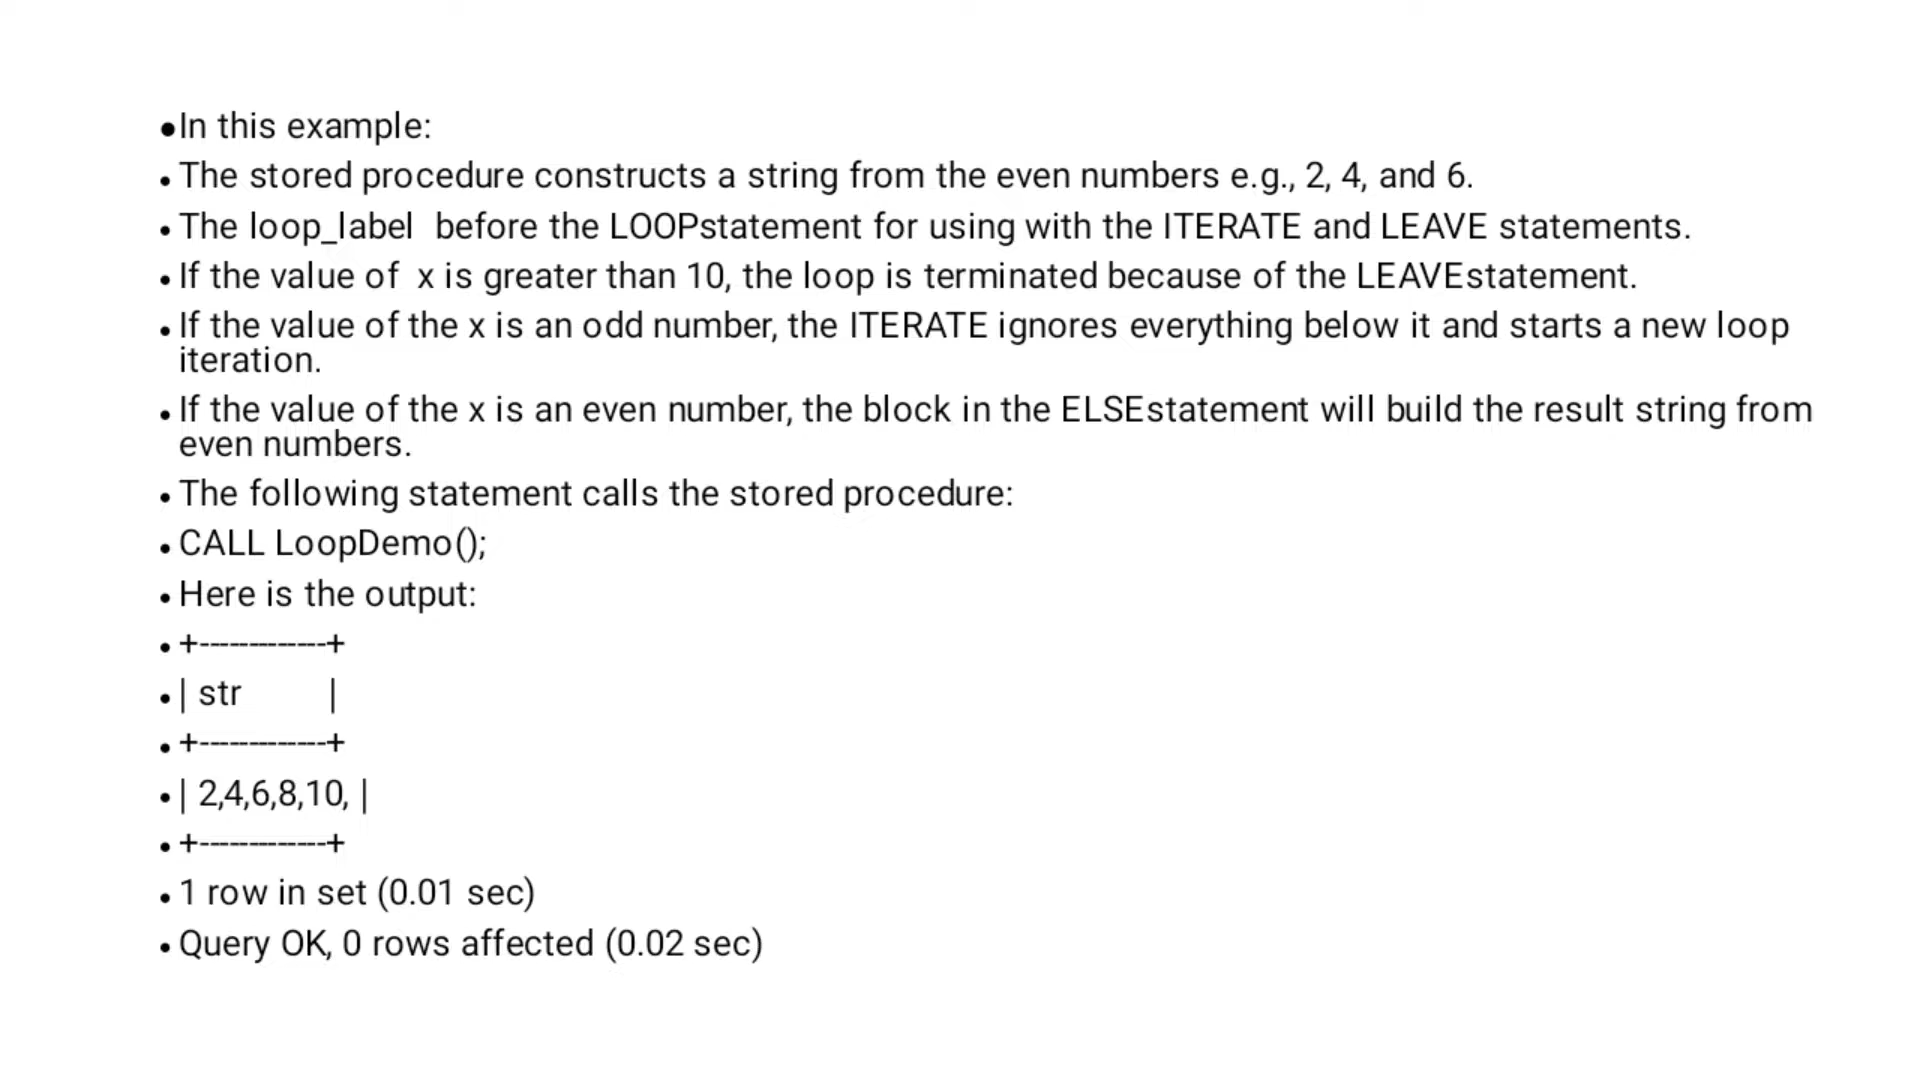 •In this example:
• The stored procedure constructs a string from the even numbers e.g., 2, 4, and 6.
• The loop_label  before the LOOPstatement for using with the ITERATE and LEAVE statements.
• If the value of  x is greater than 10, the loop is terminated because of the LEAVEstatement.
• If the value of the x is an odd number, the ITERATE ignores everything below it and starts a new loop
iteration.
• If the value of the x is an even number, the block in the ELSEstatement will build the result string from
even numbers.
• The following statement calls the stored procedure:
• CALL LoopDemo();
• Here is the output:
• +-------------+
• | str         |
• +-------------+
• | 2,4,6,8,10, |
• +-------------+
• 1 row in set (0.01 sec)
• Query OK, 0 rows affected (0.02 sec)